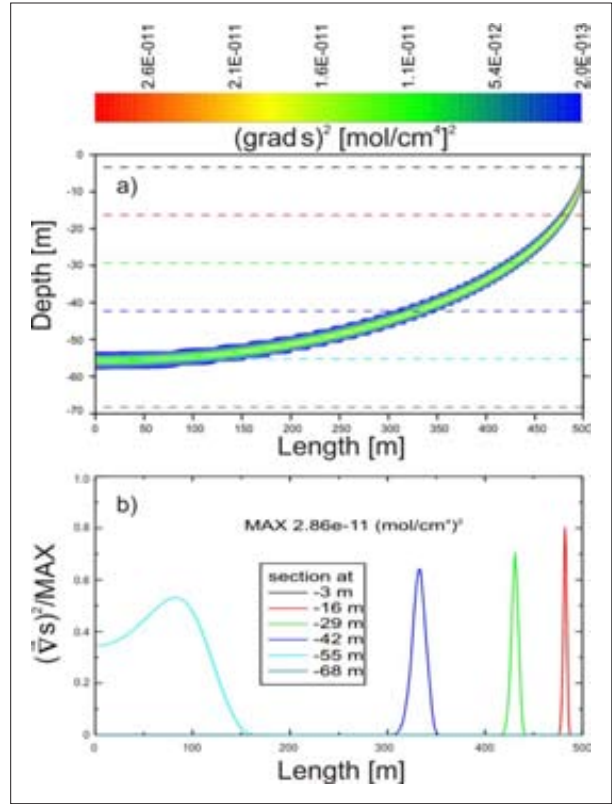 2.6E-011 2.1E-011 1.6E-011 1.1E-011 5.4E-012 2.0E-013
(grad s)² [mol/cm⁴]²
a)
Depth [m]
0
-10
-20
-30
-40
-50
-60
-70
0 50 100 150 200 250 300 350 400 450 500
Length [m]
b)
MAX 2.86e-11 (mol/cm⁴)²
(∇⃗s)²/MAX
1.0
0.8
0.6
0.4
0.2
0
section at
-3 m
-16 m
-29 m
-42 m
-55 m
-68 m
0 100 200 300 400 500
Length [m]